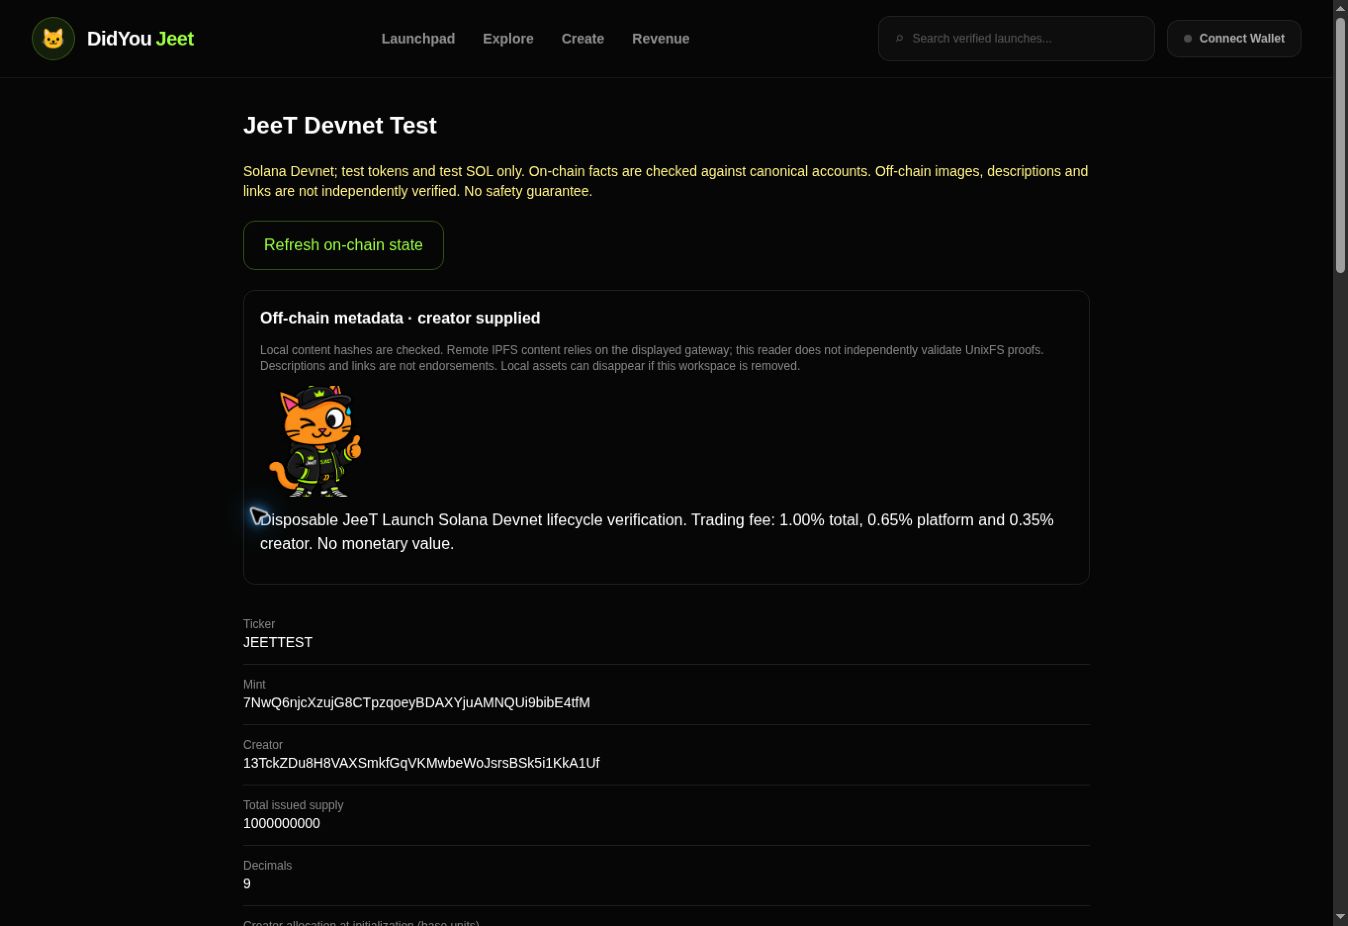 DidYou Jeet
Launchpad
Explore
Create
Revenue
Search verified launches...
Connect Wallet
JeeT Devnet Test
Solana Devnet; test tokens and test SOL only. On-chain facts are checked against canonical accounts. Off-chain images, descriptions and
links are not independently verified. No safety guarantee.
Refresh on-chain state
Off-chain metadata · creator supplied
Local content hashes are checked. Remote IPFS content relies on the displayed gateway; this reader does not independently validate UnixFS proofs.
Descriptions and links are not endorsements. Local assets can disappear if this workspace is removed.
Disposable JeeT Launch Solana Devnet lifecycle verification. Trading fee: 1.00% total, 0.65% platform and 0.35%
creator. No monetary value.
Ticker
JEETTEST
Mint
7NwQ6njcXzujG8CTpzqoeyBDAXYjuAMNQUi9bibE4tfM
Creator
13TckZDu8H8VAXSmkfGqVKMwbeWoJsrsBSk5i1KkA1Uf
Total issued supply
1000000000
Decimals
9
Creator allocation at initialization (base units)